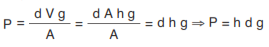 P = d V g / A = d A h g / A = d h g ⇒ P = h d g